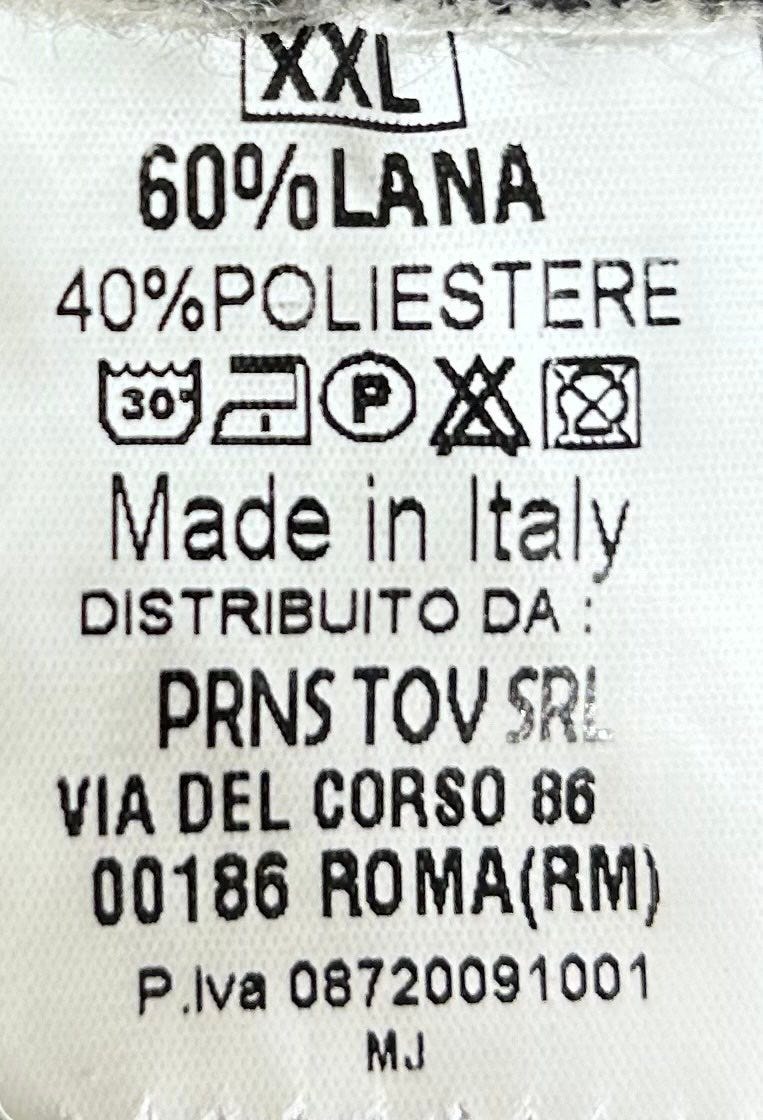 XXL
60%LANA
40%POLIESTERE
30° P
Made in Italy
DISTRIBUITO DA :
PRNS TOV SRL
VIA DEL CORSO 86
00186 ROMA(RM)
P.Iva 08720091001
MJ